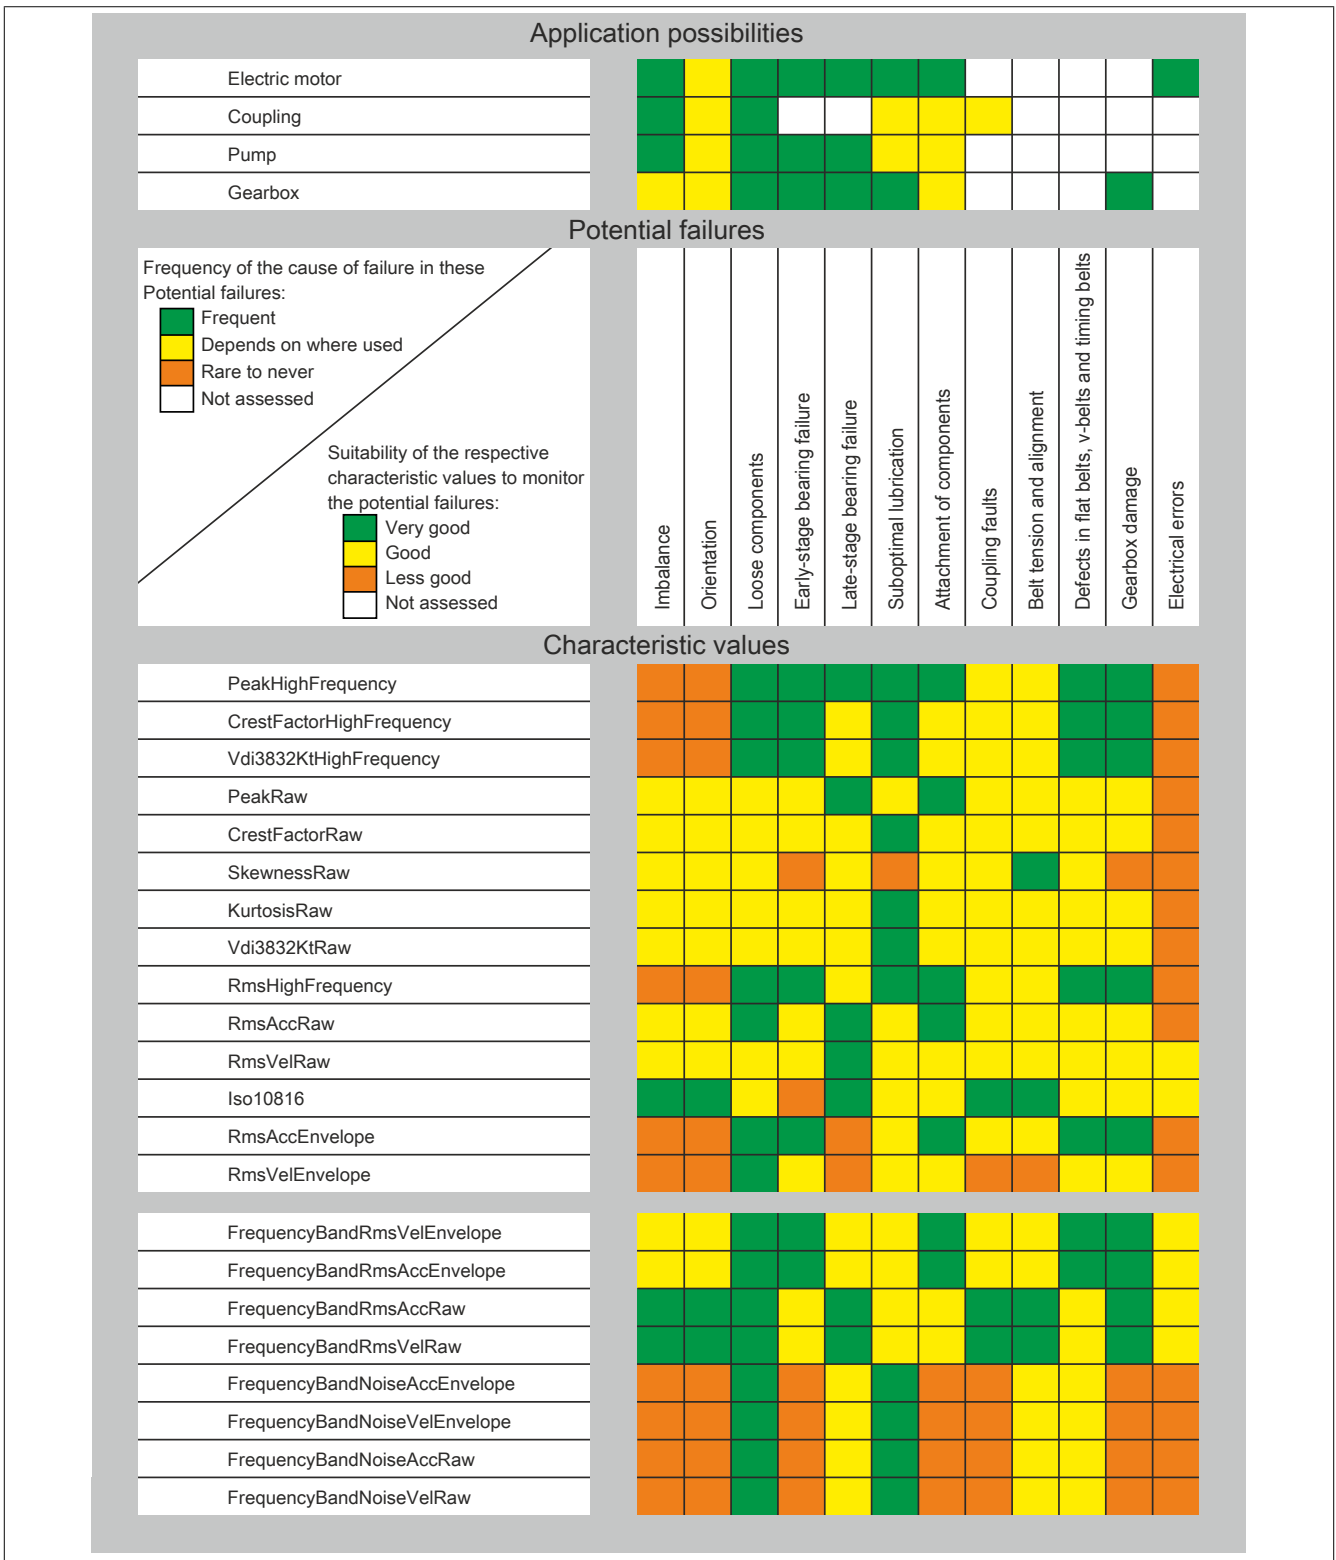 Application possibilities
Electric motor
Coupling
Pump
Gearbox
Potential failures
Frequency of the cause of failure in these
Potential failures:
Frequent
Depends on where used
Rare to never
Not assessed
Suitability of the respective
characteristic values to monitor
the potential failures:
Very good
Good
Less good
Not assessed
Imbalance
Orientation
Loose components
Early-stage bearing failure
Late-stage bearing failure
Suboptimal lubrication
Attachment of components
Coupling faults
Belt tension and alignment
Defects in flat belts, v-belts and timing belts
Gearbox damage
Electrical errors
Characteristic values
PeakHighFrequency
CrestFactorHighFrequency
Vdi3832KtHighFrequency
PeakRaw
CrestFactorRaw
SkewnessRaw
KurtosisRaw
Vdi3832KtRaw
RmsHighFrequency
RmsAccRaw
RmsVelRaw
Iso10816
RmsAccEnvelope
RmsVelEnvelope
FrequencyBandRmsVelEnvelope
FrequencyBandRmsAccEnvelope
FrequencyBandRmsAccRaw
FrequencyBandRmsVelRaw
FrequencyBandNoiseAccEnvelope
FrequencyBandNoiseVelEnvelope
FrequencyBandNoiseAccRaw
FrequencyBandNoiseVelRaw